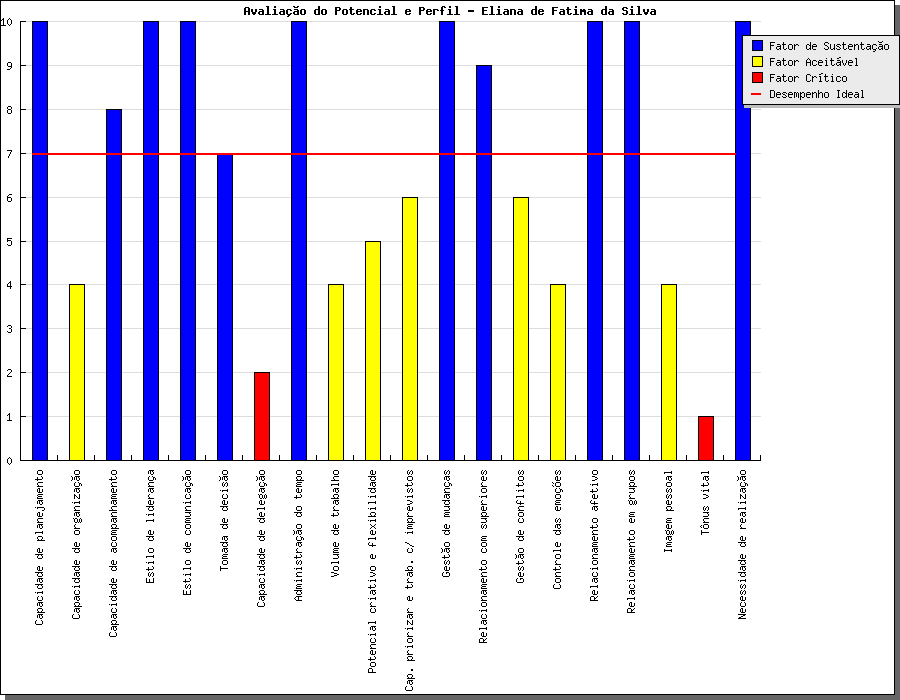 Avaliação do Potencial e Perfil - Eliana de Fatima da Silva
Fator de Sustentação
Fator Aceitável
Fator Crítico
Desempenho Ideal
10
9
8
7
6
5
4
3
2
1
0
Capacidade de planejamento
Capacidade de organização
Capacidade de acompanhamento
Estilo de liderança
Estilo de comunicação
Tomada de decisão
Capacidade de delegação
Administração do tempo
Volume de trabalho
Potencial criativo e flexibilidade
Cap. priorizar e trab. c/ imprevistos
Gestão de mudanças
Relacionamento com superiores
Gestão de conflitos
Controle das emoções
Relacionamento afetivo
Relacionamento em grupos
Imagem pessoal
Tônus vital
Necessidade de realização